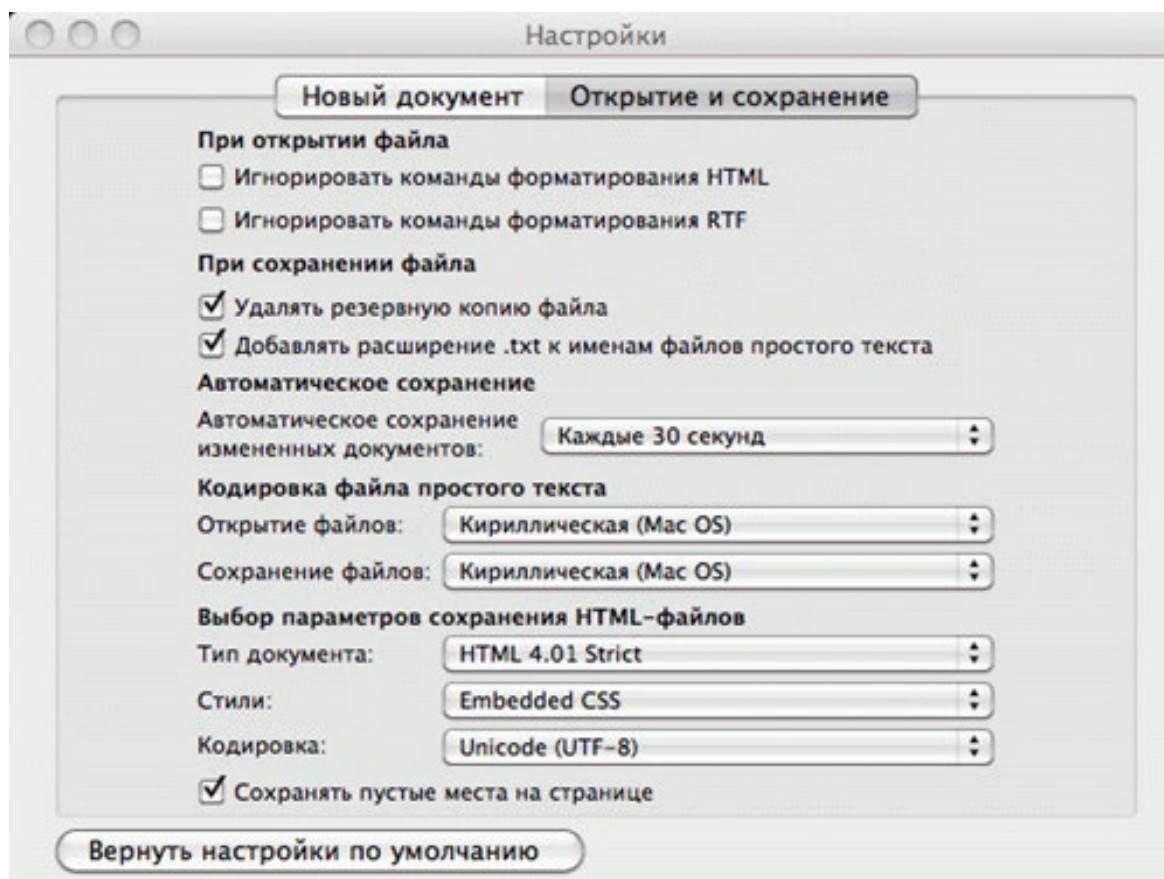 Настройки
Новый документ Открытие и сохранение
При открытии файла
Игнорировать команды форматирования HTML
Игнорировать команды форматирования RTF
При сохранении файла
Удалять резервную копию файла
Добавлять расширение .txt к именам файлов простого текста
Автоматическое сохранение
Автоматическое сохранение
измененных документов: Каждые 30 секунд
Кодировка файла простого текста
Открытие файлов: Кириллическая (Mac OS)
Сохранение файлов: Кириллическая (Mac OS)
Выбор параметров сохранения HTML-файлов
Тип документа: HTML 4.01 Strict
Стили: Embedded CSS
Кодировка: Unicode (UTF-8)
Сохранять пустые места на странице
Вернуть настройки по умолчанию